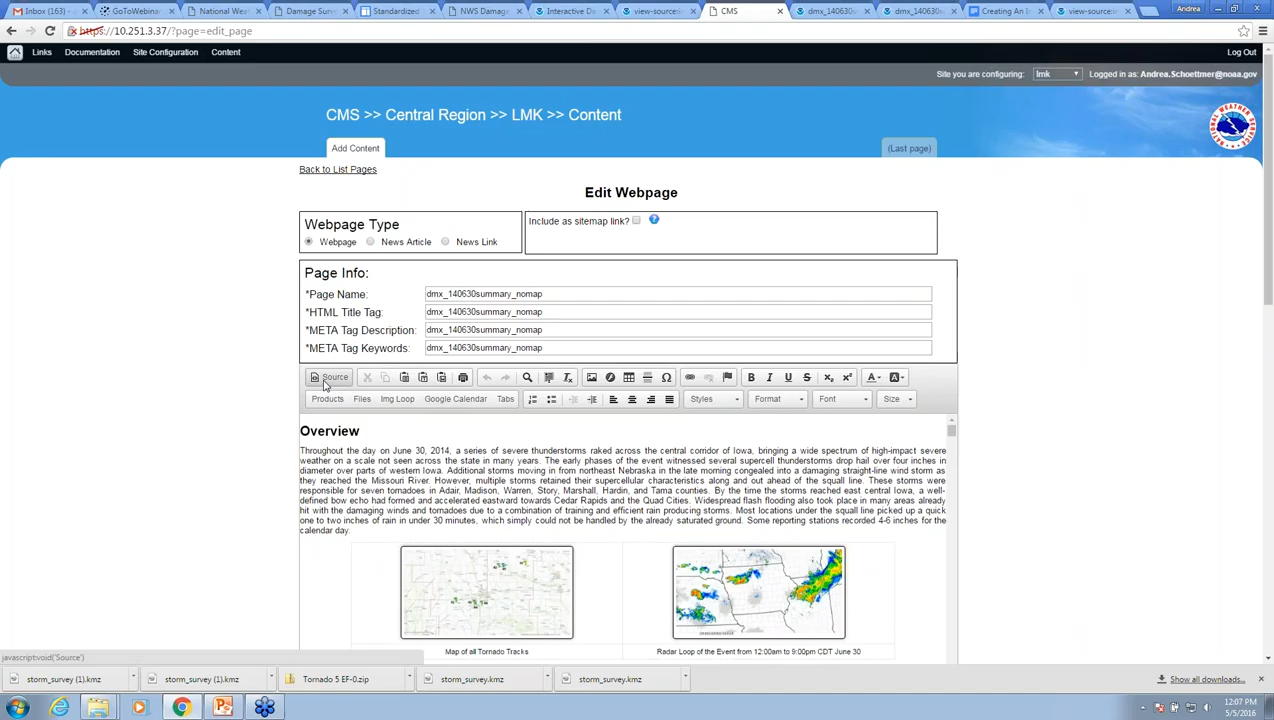 Inbox (163) -
GoToWebinar
National Weat
Damage Surve
Standardized
NWS Damage
Interactive Da
view-source:
CMS
dmx_140630s
dmx_140630s
Creating An In
view-source:in
Andrea
https://10.251.3.37/?page=edit_page
Links Documentation Site Configuration Content Log Out
Site you are configuring: lmk Logged in as: Andrea.Schoettmer@noaa.gov
CMS >> Central Region >> LMK >> Content
Add Content (Last page)
Back to List Pages
Edit Webpage
Webpage Type
Include as sitemap link? ?
Webpage News Article News Link
Page Info:
*Page Name: dmx_140630summary_nomap
*HTML Title Tag: dmx_140630summary_nomap
*META Tag Description: dmx_140630summary_nomap
*META Tag Keywords: dmx_140630summary_nomap
Source B I U S x₂ x² A A
Products Files Img Loop Google Calendar Tabs Styles Format Font Size
Overview
Throughout the day on June 30, 2014, a series of severe thunderstorms raked across the central corridor of Iowa, bringing a wide spectrum of high-impact severe
weather on a scale not seen across the state in many years. The early phases of the event witnessed several supercell thunderstorms drop hail over four inches in
diameter over parts of western Iowa. Additional storms moving in from northeast Nebraska in the late morning congealed into a damaging straight-line wind storm as
they reached the Missouri River. However, multiple storms retained their supercell characteristics along and out ahead of the squall line. These storms were
responsible for seven tornadoes in Adair, Madison, Warren, Story, Marshall, Hardin, and Tama counties. By the time the storms reached east central Iowa, a well-
defined bow echo had formed and accelerated eastward towards Cedar Rapids and the Quad Cities. Widespread flash flooding also took place in many areas already
hit with the damaging winds and tornadoes due to a combination of training and efficient rain producing storms. Most locations under the squall line picked up a quick
one to two inches of rain in under 30 minutes, which simply could not be handled by the already saturated ground. Some reporting stations recorded 4-6 inches for the
calendar day.
Map of all Tornado Tracks
Radar Loop of the Event from 12:00am to 9:00pm CDT June 30
javascript:void('Source')
storm_survey (1).kmz
storm_survey (1).kmz
Tornado 5 EF-0.zip
storm_survey.kmz
storm_survey.kmz
Show all downloads...
12:07 PM
5/5/2016